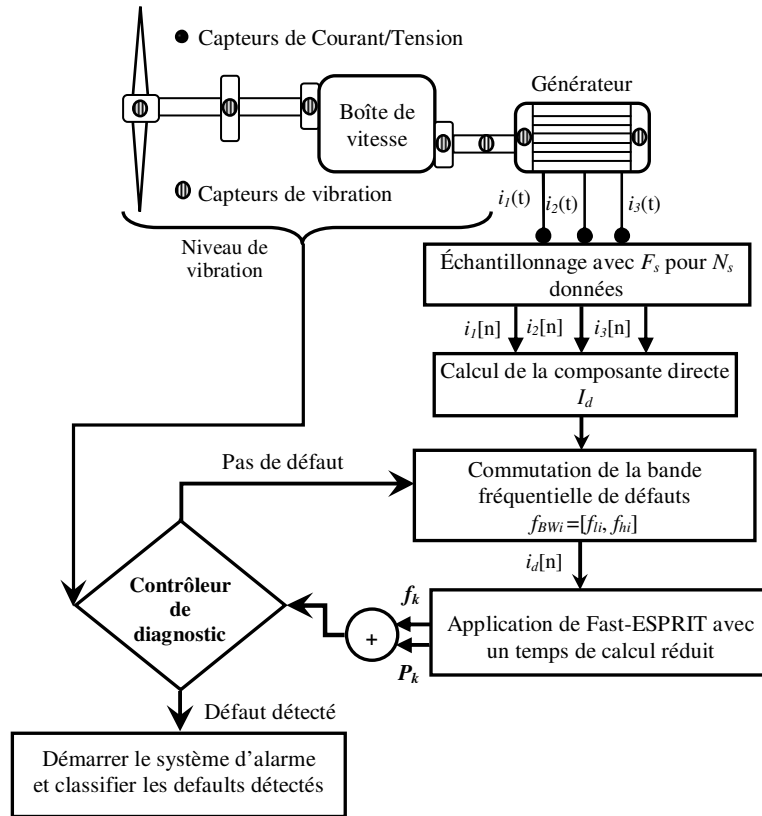 Capteurs de Courant/Tension
Générateur
Boîte de
vitesse
Capteurs de vibration
i1(t)
i2(t)
i3(t)
Niveau de
vibration
Échantillonnage avec Fs pour Ns
données
i1[n]
i2[n]
i3[n]
Calcul de la composante directe
Id
Pas de défaut
Commutation de la bande
fréquentielle de défauts
fBWi=[fli, fhi]
id[n]
Contrôleur
de
diagnostic
fk
+
Pk
Application de Fast-ESPRIT avec
un temps de calcul réduit
Défaut détecté
Démarrer le système d’alarme
et classifier les defaults détectés